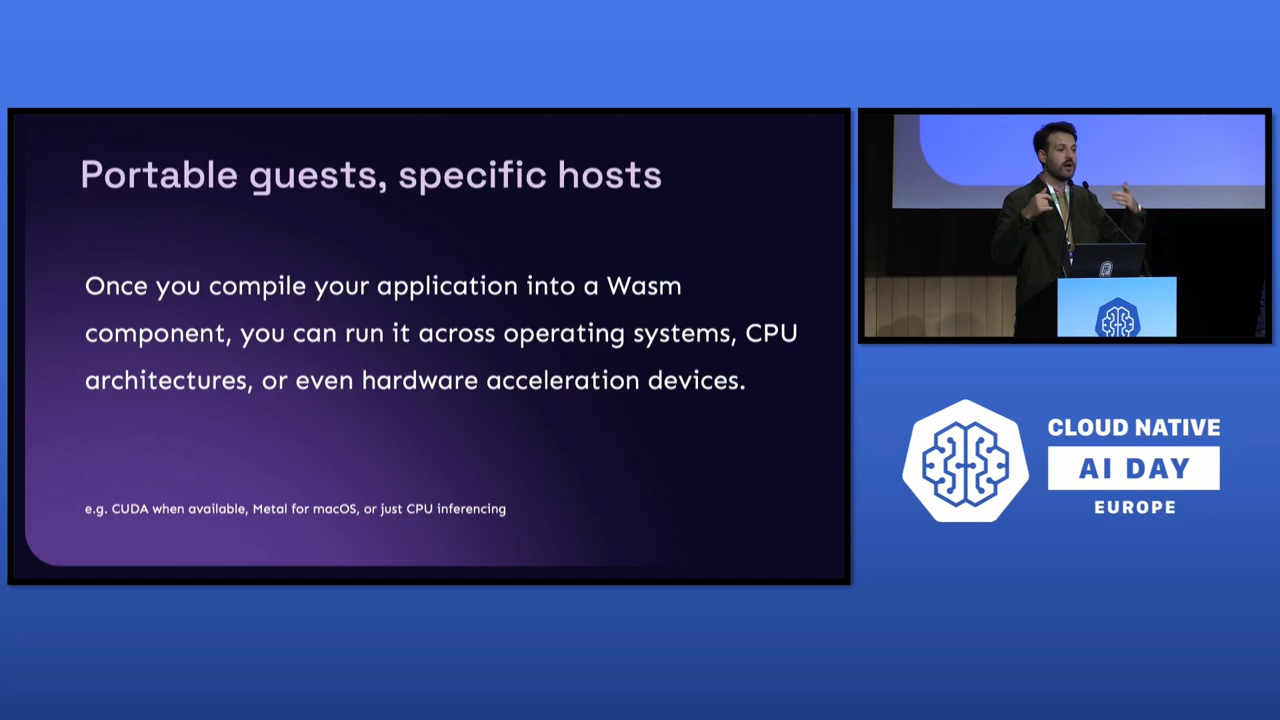 Portable guests, specific hosts
Once you compile your application into a Wasm
component, you can run it across operating systems, CPU
architectures, or even hardware acceleration devices.
e.g. CUDA when available, Metal for macOS, or just CPU inferencing
CLOUD NATIVE
AI DAY
EUROPE